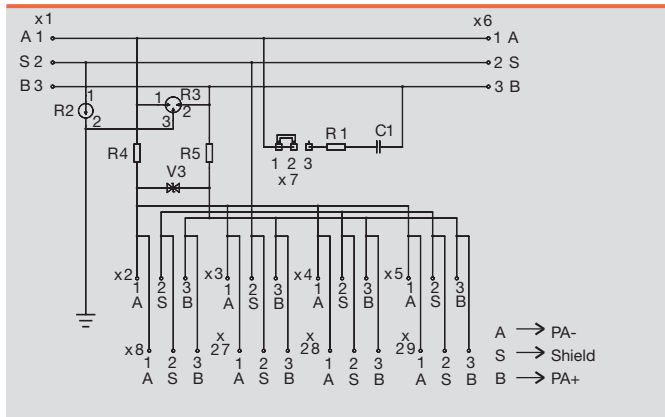 x1 x6
A 1 1 A
S 2 2 S
B 3 3 B
R2 1 2
1 R3 2 3
R4 R5
V3
R 1 C1
1 2 3
x 7
x2 1 2 3 x3 1 2 3 x4 1 2 3 x5 1 2 3
A S B A S B A S B A S B
x8 1 2 3 x 27 1 2 3 x 28 1 2 3 x 29 1 2 3
A S B A S B A S B A S B
A → PA-
S → Shield
B → PA+